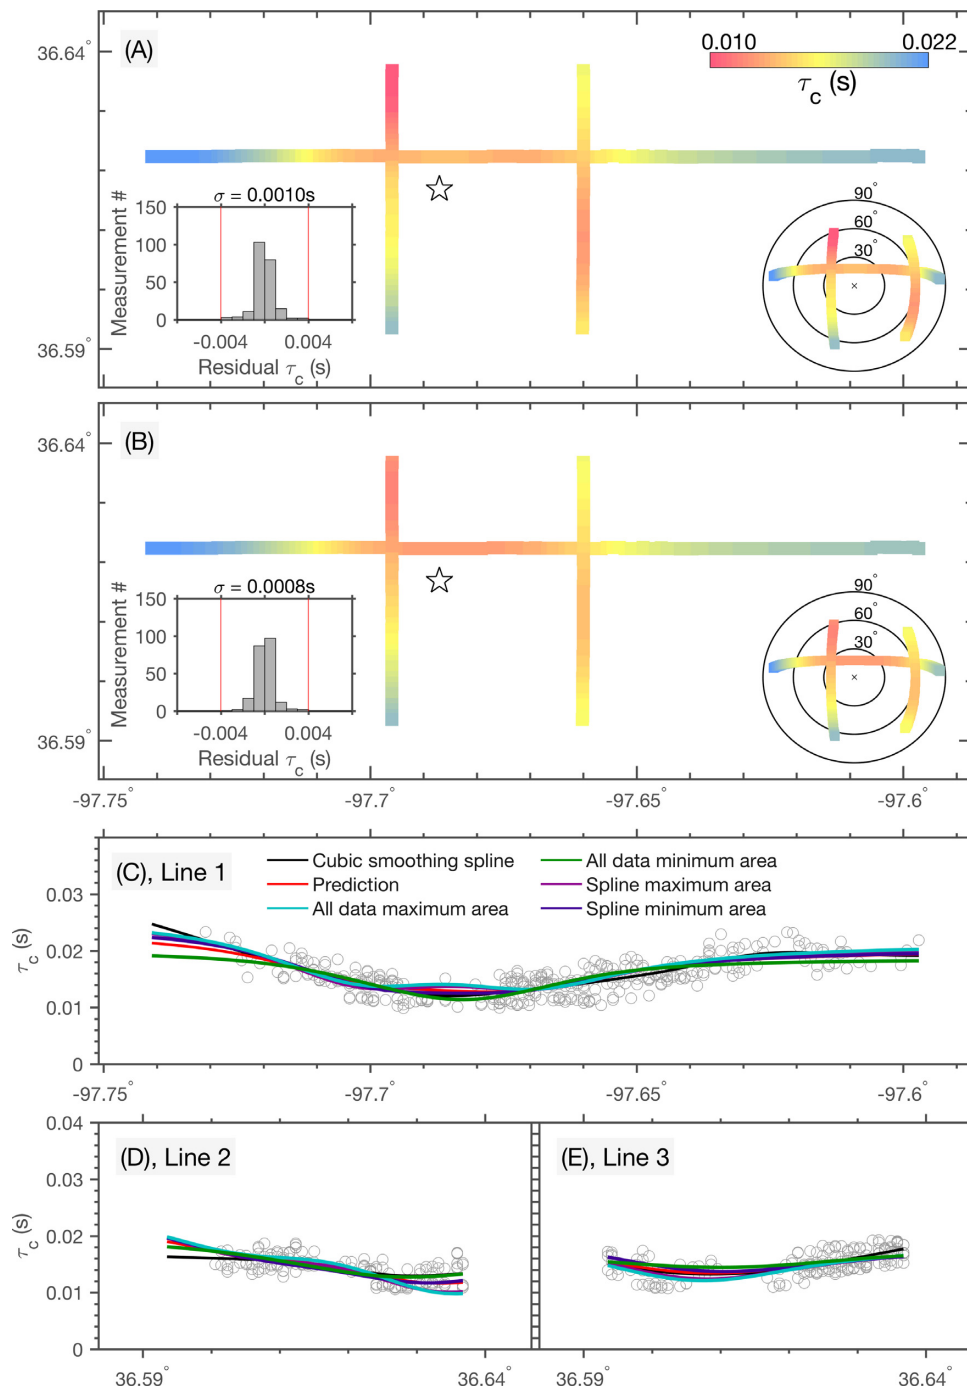 (A)
36.64°
0.010 0.022
τc (s)
σ = 0.0010s
150
100
50
0
Measurement #
-0.004 0.004
Residual τc (s)
90°
60°
30°
36.59°
(B)
36.64°
σ = 0.0008s
150
100
50
0
Measurement #
-0.004 0.004
Residual τc (s)
90°
60°
30°
36.59°
-97.75° -97.7° -97.65° -97.6°
(C), Line 1
Cubic smoothing spline
Prediction
All data maximum area
All data minimum area
Spline maximum area
Spline minimum area
0.03
0.02
0.01
0
τc (s)
-97.75° -97.7° -97.65° -97.6°
0.04
0.03
0.02
0.01
0
τc (s)
(D), Line 2
(E), Line 3
36.59° 36.64° 36.59° 36.64°